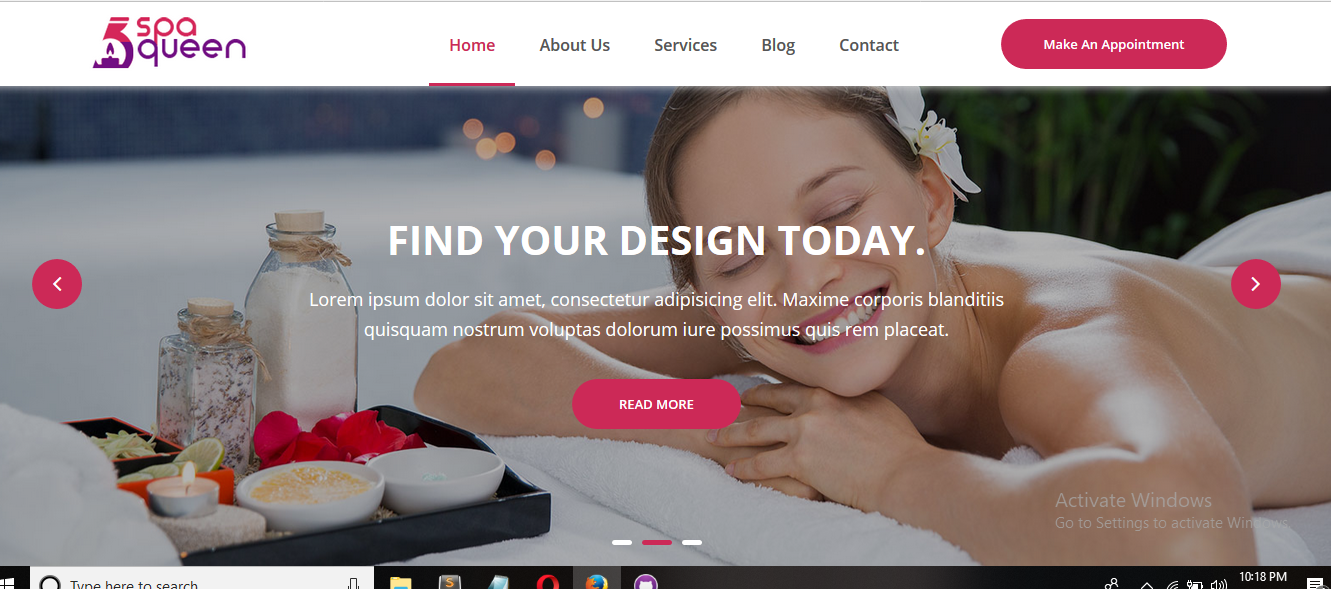 spa
queen
Home
About Us
Services
Blog
Contact
Make An Appointment
FIND YOUR DESIGN TODAY.
Lorem ipsum dolor sit amet, consectetur adipisicing elit. Maxime corporis blanditiis
quisquam nostrum voluptas dolorum iure possimus quis rem placeat.
READ MORE
Activate Windows
Go to Settings to activate Windows.
Type here to search
S
10:18 PM